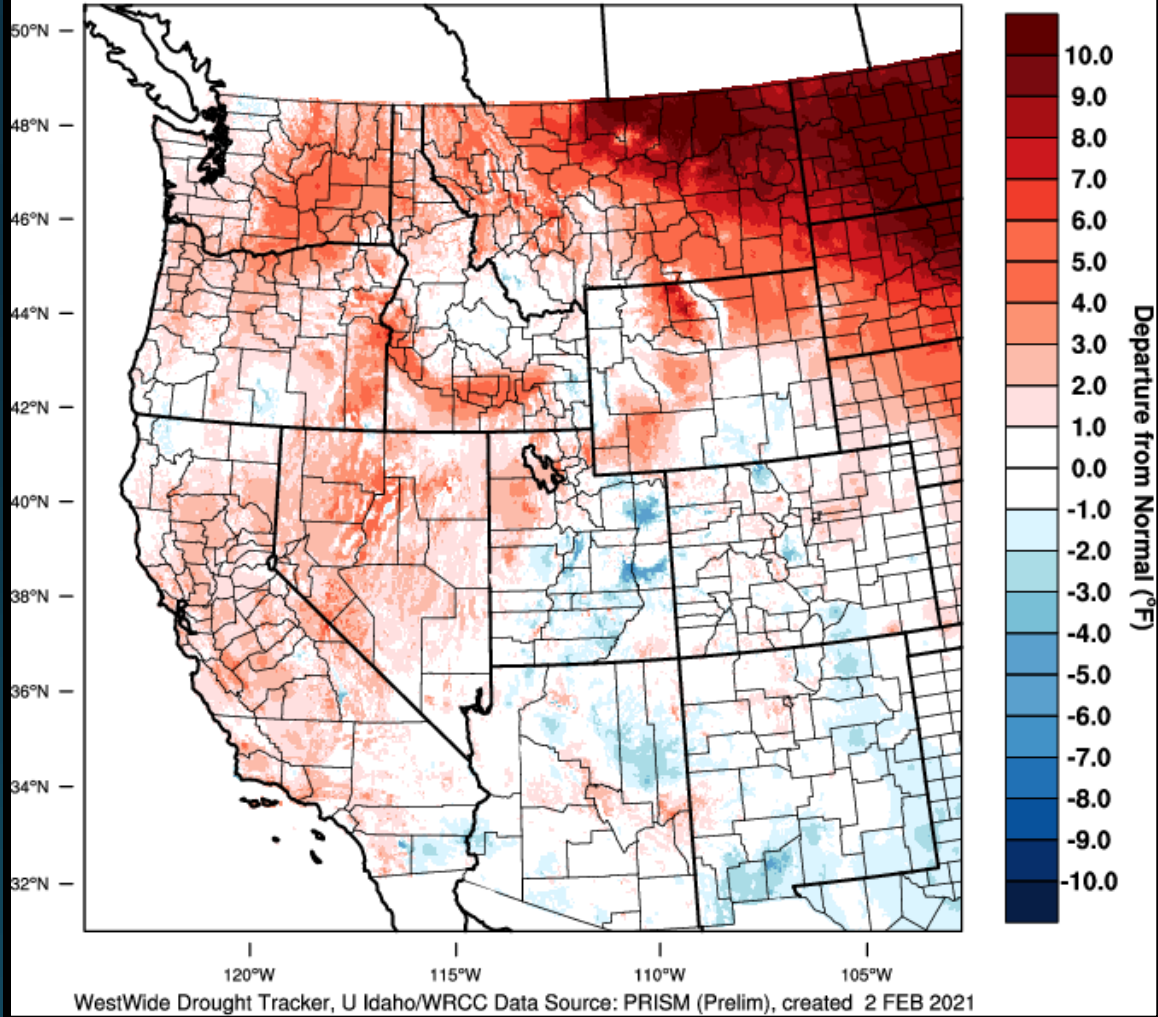 50°N
48°N
46°N
44°N
42°N
40°N
38°N
36°N
34°N
32°N
120°W
115°W
110°W
105°W
10.0
9.0
8.0
7.0
6.0
5.0
4.0
3.0
2.0
1.0
0.0
-1.0
-2.0
-3.0
-4.0
-5.0
-6.0
-7.0
-8.0
-9.0
-10.0
Departure from Normal (°F)
WestWide Drought Tracker, U Idaho/WRCC Data Source: PRISM (Prelim), created 2 FEB 2021